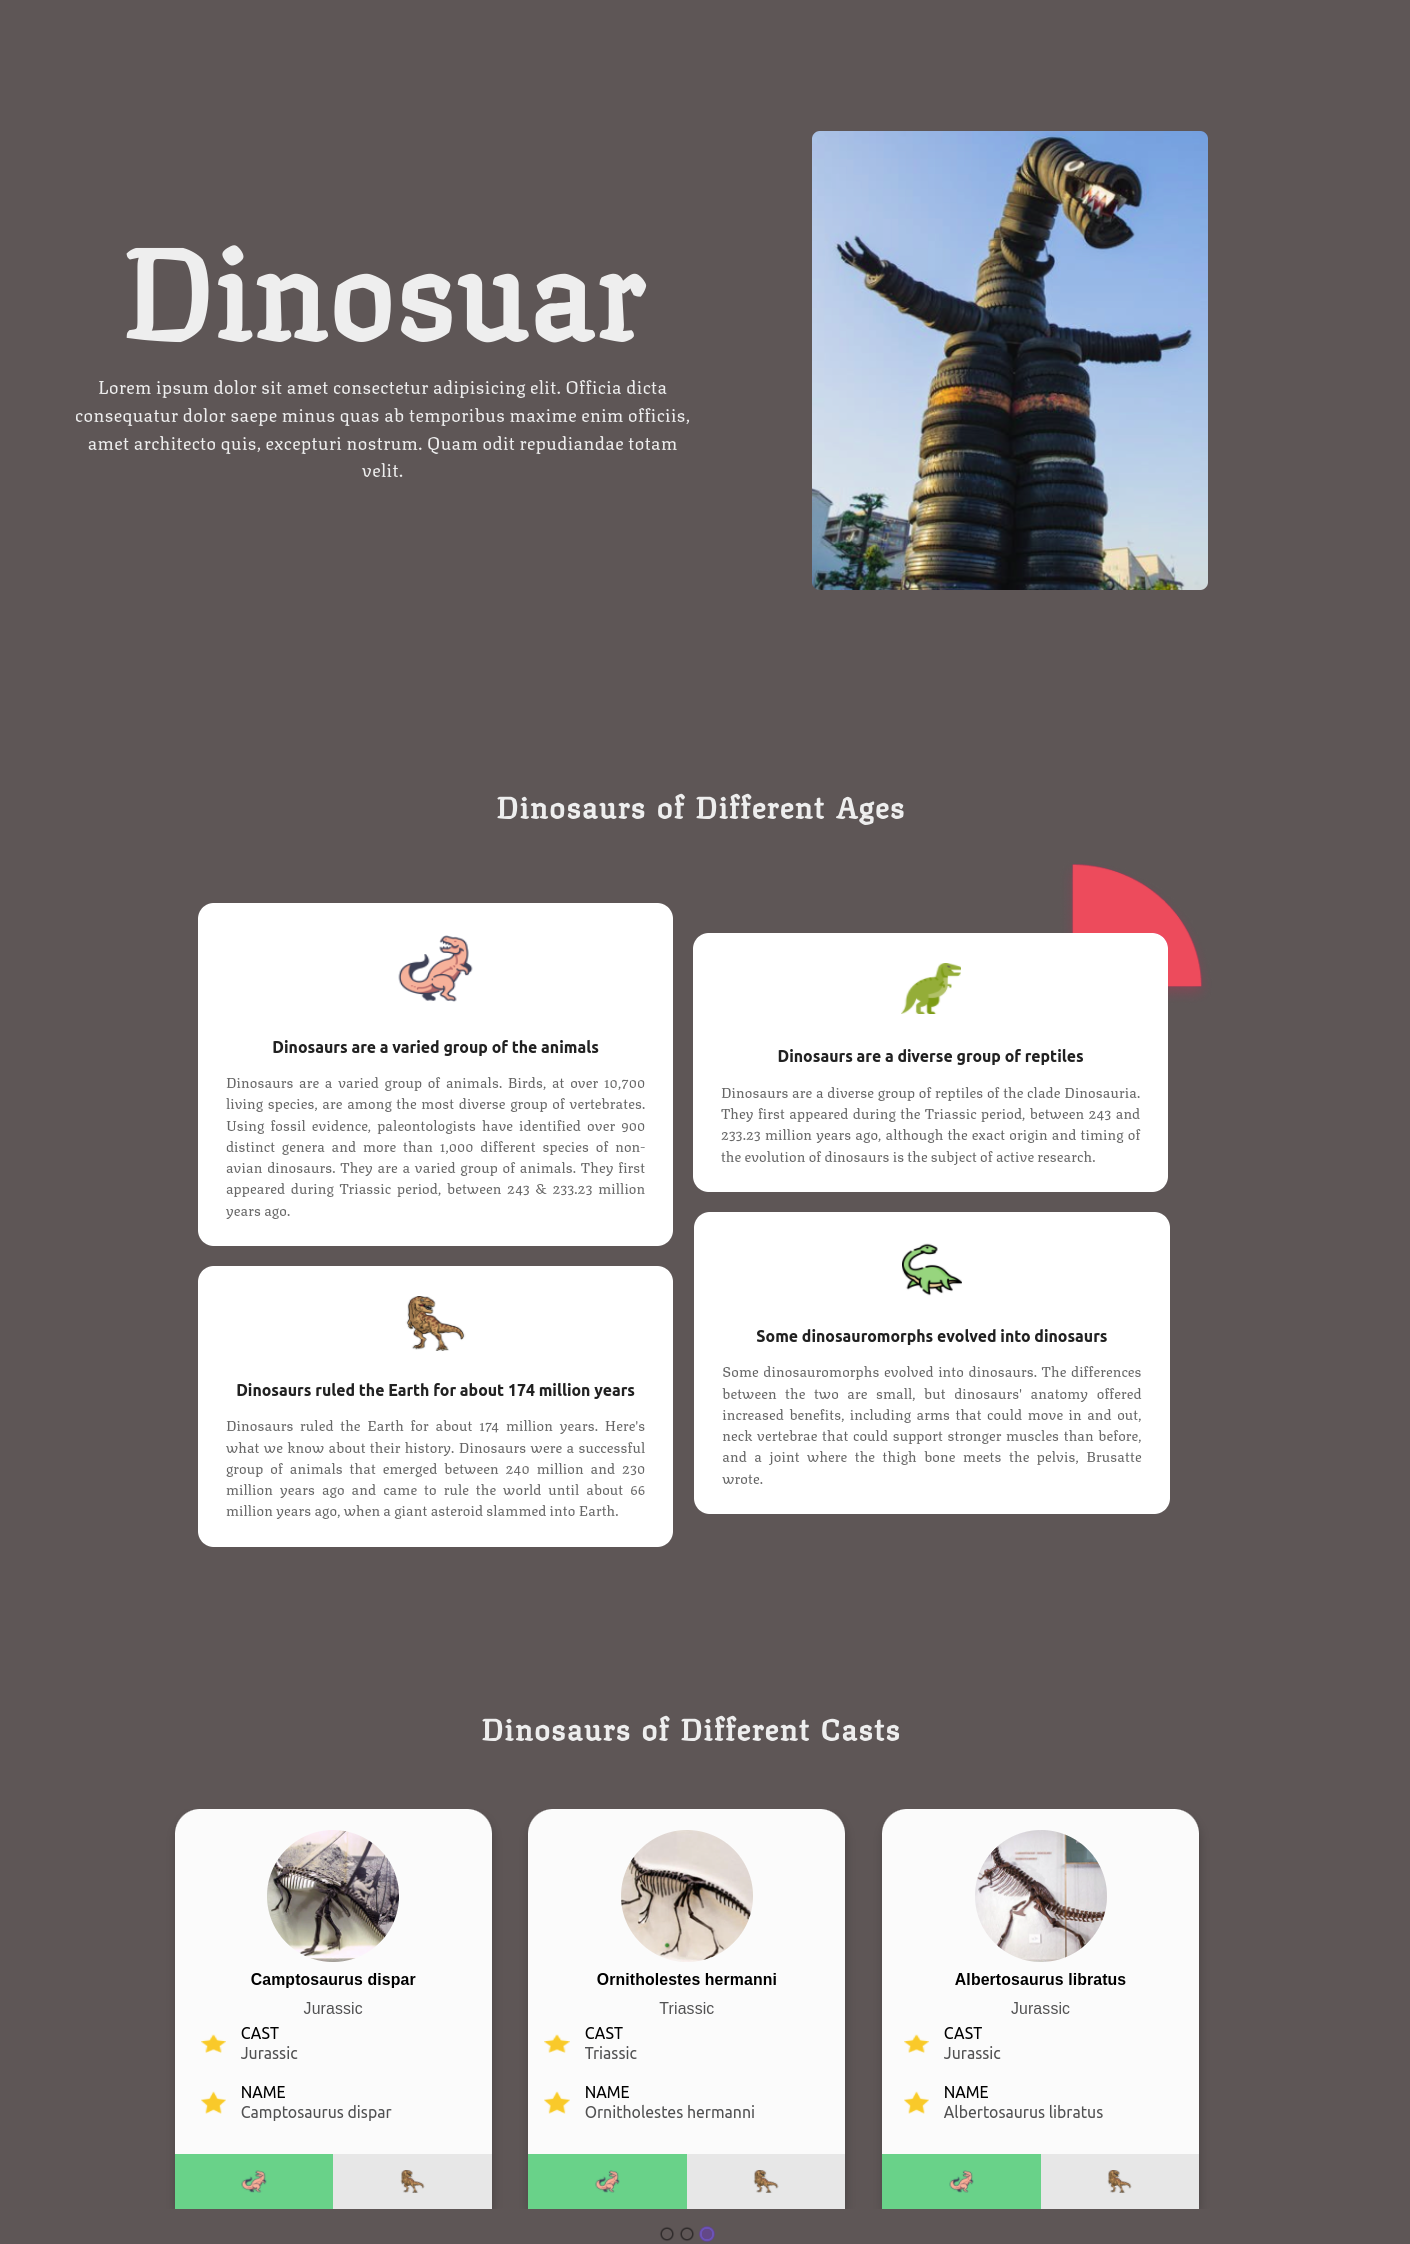 Dinosuar
Lorem ipsum dolor sit amet consectetur adipisicing elit. Officia dicta
consequatur dolor saepe minus quas ab temporibus maxime enim officiis,
amet architecto quis, excepturi nostrum. Quam odit repudiandae totam
velit.
Dinosaurs of Different Ages
Dinosaurs are a varied group of the animals
Dinosaurs are a varied group of animals. Birds, at over 10,700
living species, are among the most diverse group of vertebrates.
Using fossil evidence, paleontologists have identified over 900
distinct genera and more than 1,000 different species of non-
avian dinosaurs. They are a varied group of animals. They first
appeared during Triassic period, between 243 & 233.23 million
years ago.
Dinosaurs are a diverse group of reptiles
Dinosaurs are a diverse group of reptiles of the clade Dinosauria.
They first appeared during the Triassic period, between 243 and
233.23 million years ago, although the exact origin and timing of
the evolution of dinosaurs is the subject of active research.
Dinosaurs ruled the Earth for about 174 million years
Dinosaurs ruled the Earth for about 174 million years. Here's
what we know about their history. Dinosaurs were a successful
group of animals that emerged between 240 million and 230
million years ago and came to rule the world until about 66
million years ago, when a giant asteroid slammed into Earth.
Some dinosauromorphs evolved into dinosaurs
Some dinosauromorphs evolved into dinosaurs. The differences
between the two are small, but dinosaurs' anatomy offered
increased benefits, including arms that could move in and out,
neck vertebrae that could support stronger muscles than before,
and a joint where the thigh bone meets the pelvis, Brusatte
wrote.
Dinosaurs of Different Casts
Camptosaurus dispar
Jurassic
CAST
Jurassic
NAME
Camptosaurus dispar
Ornitholestes hermanni
Triassic
CAST
Triassic
NAME
Ornitholestes hermanni
Albertosaurus libratus
Jurassic
CAST
Jurassic
NAME
Albertosaurus libratus